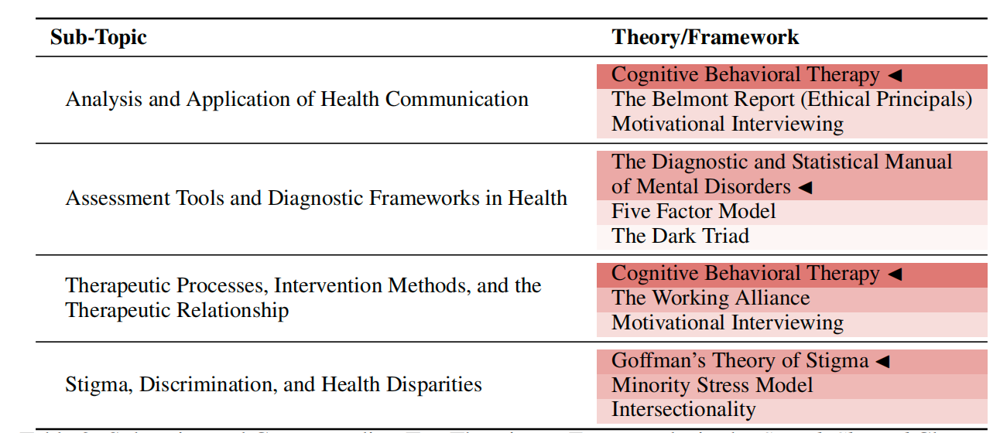 Sub-Topic Theory/Framework
Cognitive Behavioral Therapy ◄
Analysis and Application of Health Communication The Belmont Report (Ethical Principals)
Motivational Interviewing
The Diagnostic and Statistical Manual
of Mental Disorders ◄
Assessment Tools and Diagnostic Frameworks in Health
Five Factor Model
The Dark Triad
Cognitive Behavioral Therapy ◄
Therapeutic Processes, Intervention Methods, and the
The Working Alliance
Therapeutic Relationship
Motivational Interviewing
Goffman's Theory of Stigma ◄
Stigma, Discrimination, and Health Disparities Minority Stress Model
Intersectionality